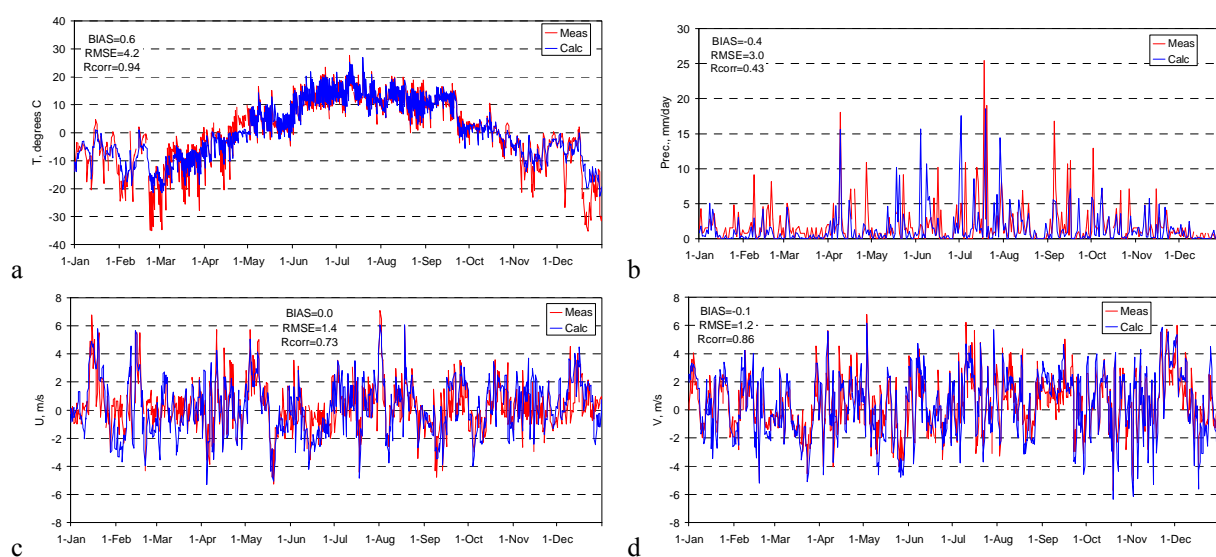 40
30
20
10
0
-10
-20
-30
-40
T, degrees C
BIAS=0.6
RMSE=4.2
Rcorr=0.94
Meas
Calc
1-Jan 1-Feb 1-Mar 1-Apr 1-May 1-Jun 1-Jul 1-Aug 1-Sep 1-Oct 1-Nov 1-Dec
a
30
25
20
15
10
5
0
Prec., mm/day
BIAS=-0.4
RMSE=3.0
Rcorr=0.43
Meas
Calc
1-Jan 1-Feb 1-Mar 1-Apr 1-May 1-Jun 1-Jul 1-Aug 1-Sep 1-Oct 1-Nov 1-Dec
b
8
6
4
2
0
-2
-4
-6
-8
U, m/s
BIAS=0.0
RMSE=1.4
Rcorr=0.73
Meas
Calc
1-Jan 1-Feb 1-Mar 1-Apr 1-May 1-Jun 1-Jul 1-Aug 1-Sep 1-Oct 1-Nov 1-Dec
c
8
6
4
2
0
-2
-4
-6
-8
V, m/s
BIAS=-0.1
RMSE=1.2
Rcorr=0.86
Meas
Calc
1-Jan 1-Feb 1-Mar 1-Apr 1-May 1-Jun 1-Jul 1-Aug 1-Sep 1-Oct 1-Nov 1-Dec
d